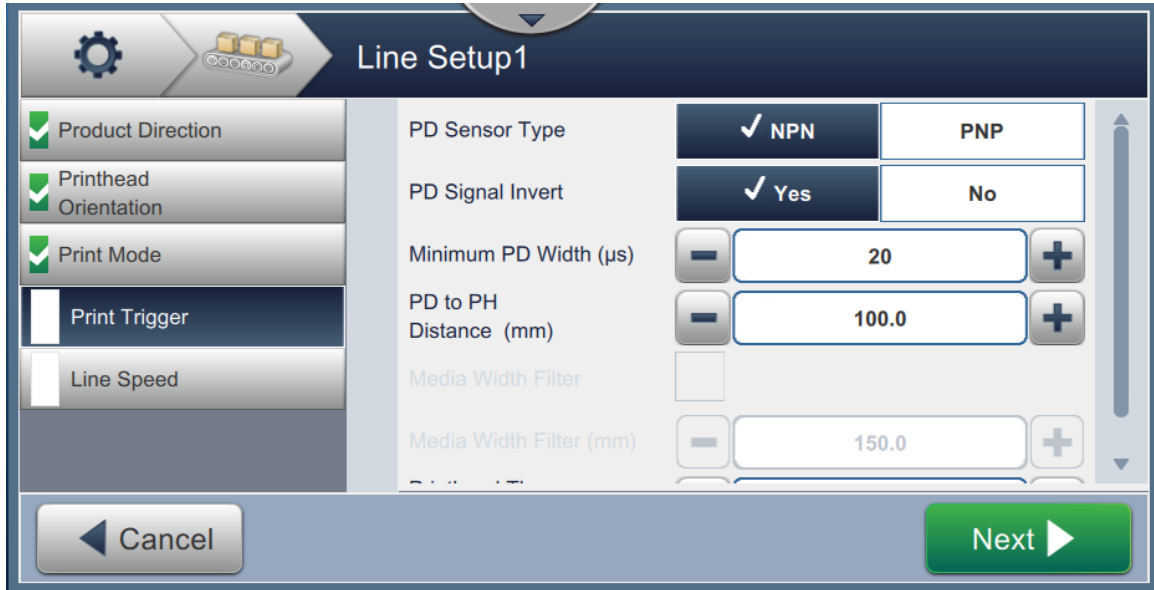 Line Setup1
Product Direction
Printhead
Orientation
Print Mode
Print Trigger
Line Speed
PD Sensor Type
NPN
PNP
PD Signal Invert
Yes
No
Minimum PD Width (µs)
20
PD to PH
Distance (mm)
100.0
Media Width Filter
Media Width Filter (mm)
150.0
Cancel
Next